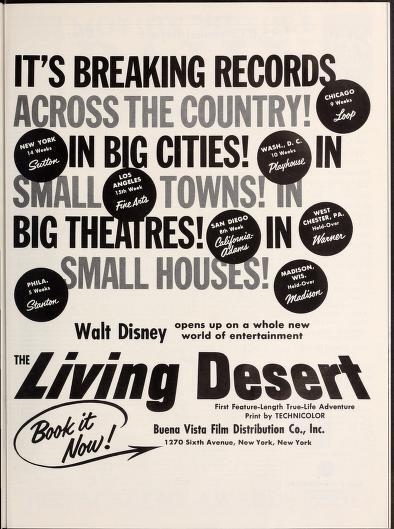 IT'S BREAKING RECORDS
CHICAGO
9 Weeks
Loop
ACROSS THE COUNTRY!
NEW YORK
14 Weeks
Sutton
IN BIG CITIES!
WASH., D. C.
10 Weeks
Playhouse
IN
SMALL
LOS
ANGELES
15th Week
Fine Arts
TOWNS! IN
BIG THEATRES!
SAN DIEGO
8th Week
California-
Adams
IN
WEST
CHESTER, PA.
Held-Over
Warner
PHILA.
5 Weeks
Stanton
SMALL HOUSES!
MADISON,
WIS.
Held-Over
Madison
Walt Disney opens up on a whole new
world of entertainment
THE Living Desert
First Feature-Length True-Life Adventure
Print by TECHNICOLOR
Book it
Now!
Buena Vista Film Distribution Co., Inc.
1270 Sixth Avenue, New York, New York